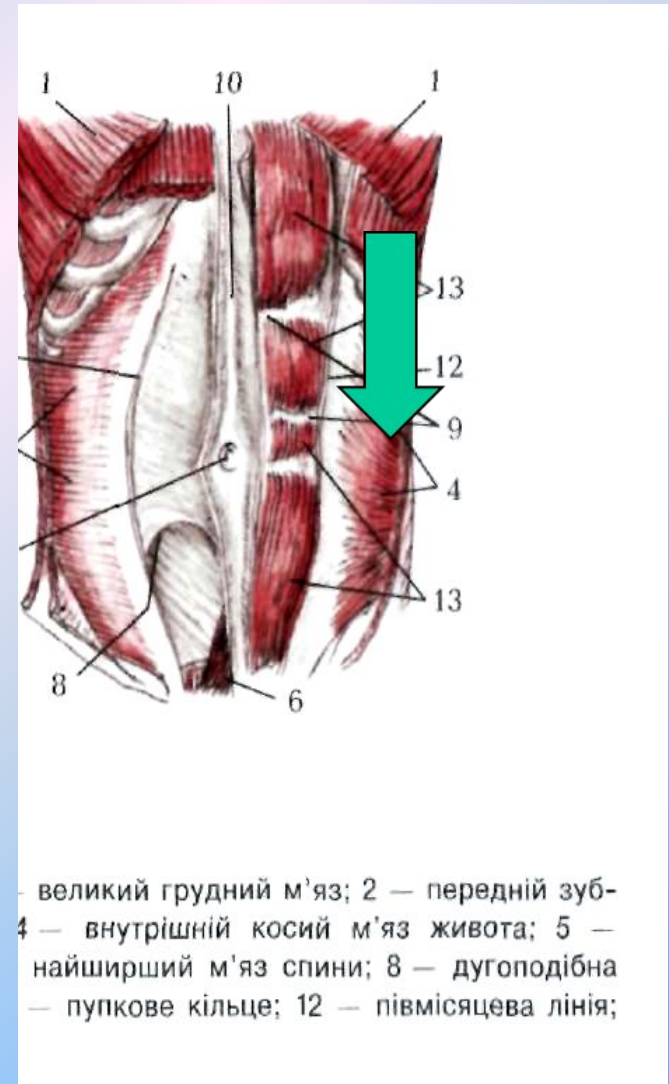 1 10 1
13
12
9
4
13
8
6
– великий грудний м’яз; 2 — передній зуб-
4 — внутрішній косий м’яз живота; 5 —
найширший м’яз спини; 8 — дугоподібна
— пупкове кільце; 12 — півмісяцева лінія;